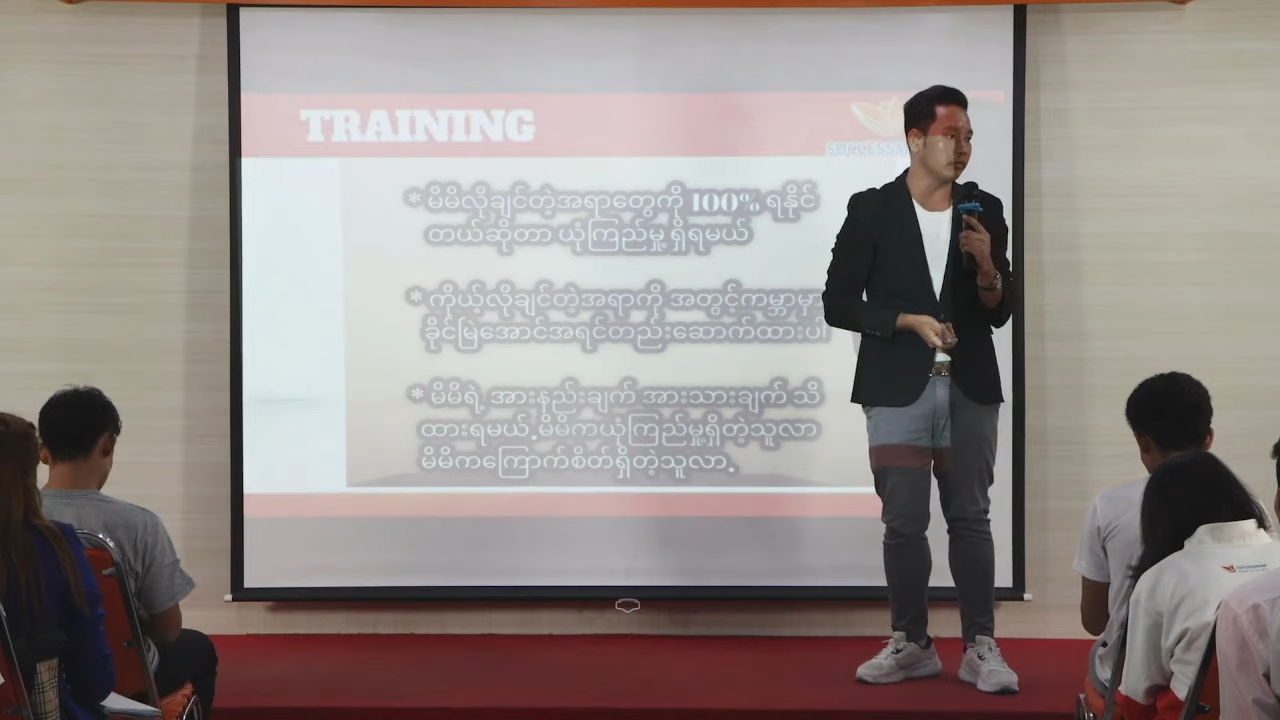 TRAINING
* မိမိလိုချင်တဲ့အရာတွေကို 100% ရနိုင်
တယ်ဆိုတာ ယုံကြည်မှု့ ရှိရမယ်
* ကိုယ်လိုချင်တဲအရာကို အတွင်ကမ္ဘာမှာ
ခိုင်မြဲအောင်အရင်တည်းဆောက်ထားပါ
* မိမိရဲ့ အားနည်းချက် အားသားချက် သိ
ထားရမယ်.မိမိကယုံကြည်မှု့ရှိတဲ့သူလာ
မိမိကကြောက်စိတ်ရှိတဲ့သူလာ.